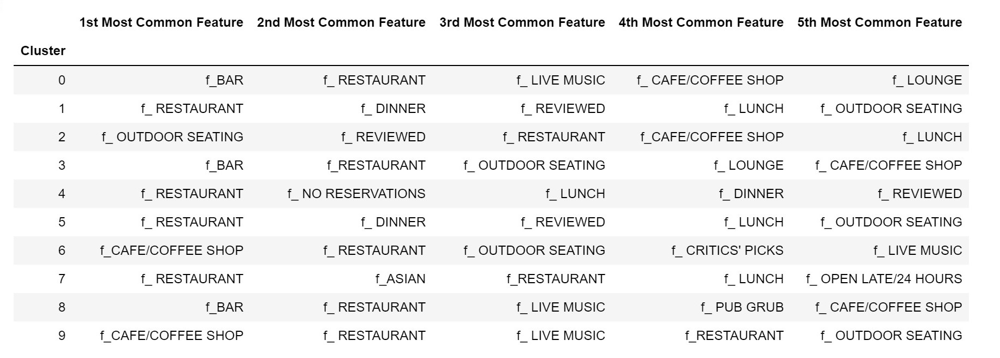 1st Most Common Feature 2nd Most Common Feature 3rd Most Common Feature 4th Most Common Feature 5th Most Common Feature
Cluster
0 f_BAR f_ RESTAURANT f_ LIVE MUSIC f_ CAFE/COFFEE SHOP f_ LOUNGE
1 f_ RESTAURANT f_ DINNER f_ REVIEWED f_ LUNCH f_ OUTDOOR SEATING
2 f_ OUTDOOR SEATING f_ REVIEWED f_ RESTAURANT f_CAFE/COFFEE SHOP f_ LUNCH
3 f_BAR f_RESTAURANT f_ OUTDOOR SEATING f_ LOUNGE f_ CAFE/COFFEE SHOP
4 f_ RESTAURANT f_ NO RESERVATIONS f_ LUNCH f_ DINNER f_ REVIEWED
5 f_ RESTAURANT f_ DINNER f_ REVIEWED f_ LUNCH f_ OUTDOOR SEATING
6 f_CAFE/COFFEE SHOP f_ RESTAURANT f_ OUTDOOR SEATING f_ CRITICS' PICKS f_ LIVE MUSIC
7 f_ RESTAURANT f_ASIAN f_RESTAURANT f_ LUNCH f_ OPEN LATE/24 HOURS
8 f_BAR f_ RESTAURANT f_ LIVE MUSIC f_ PUB GRUB f_ CAFE/COFFEE SHOP
9 f_CAFE/COFFEE SHOP f_ RESTAURANT f_ LIVE MUSIC f_RESTAURANT f_ OUTDOOR SEATING